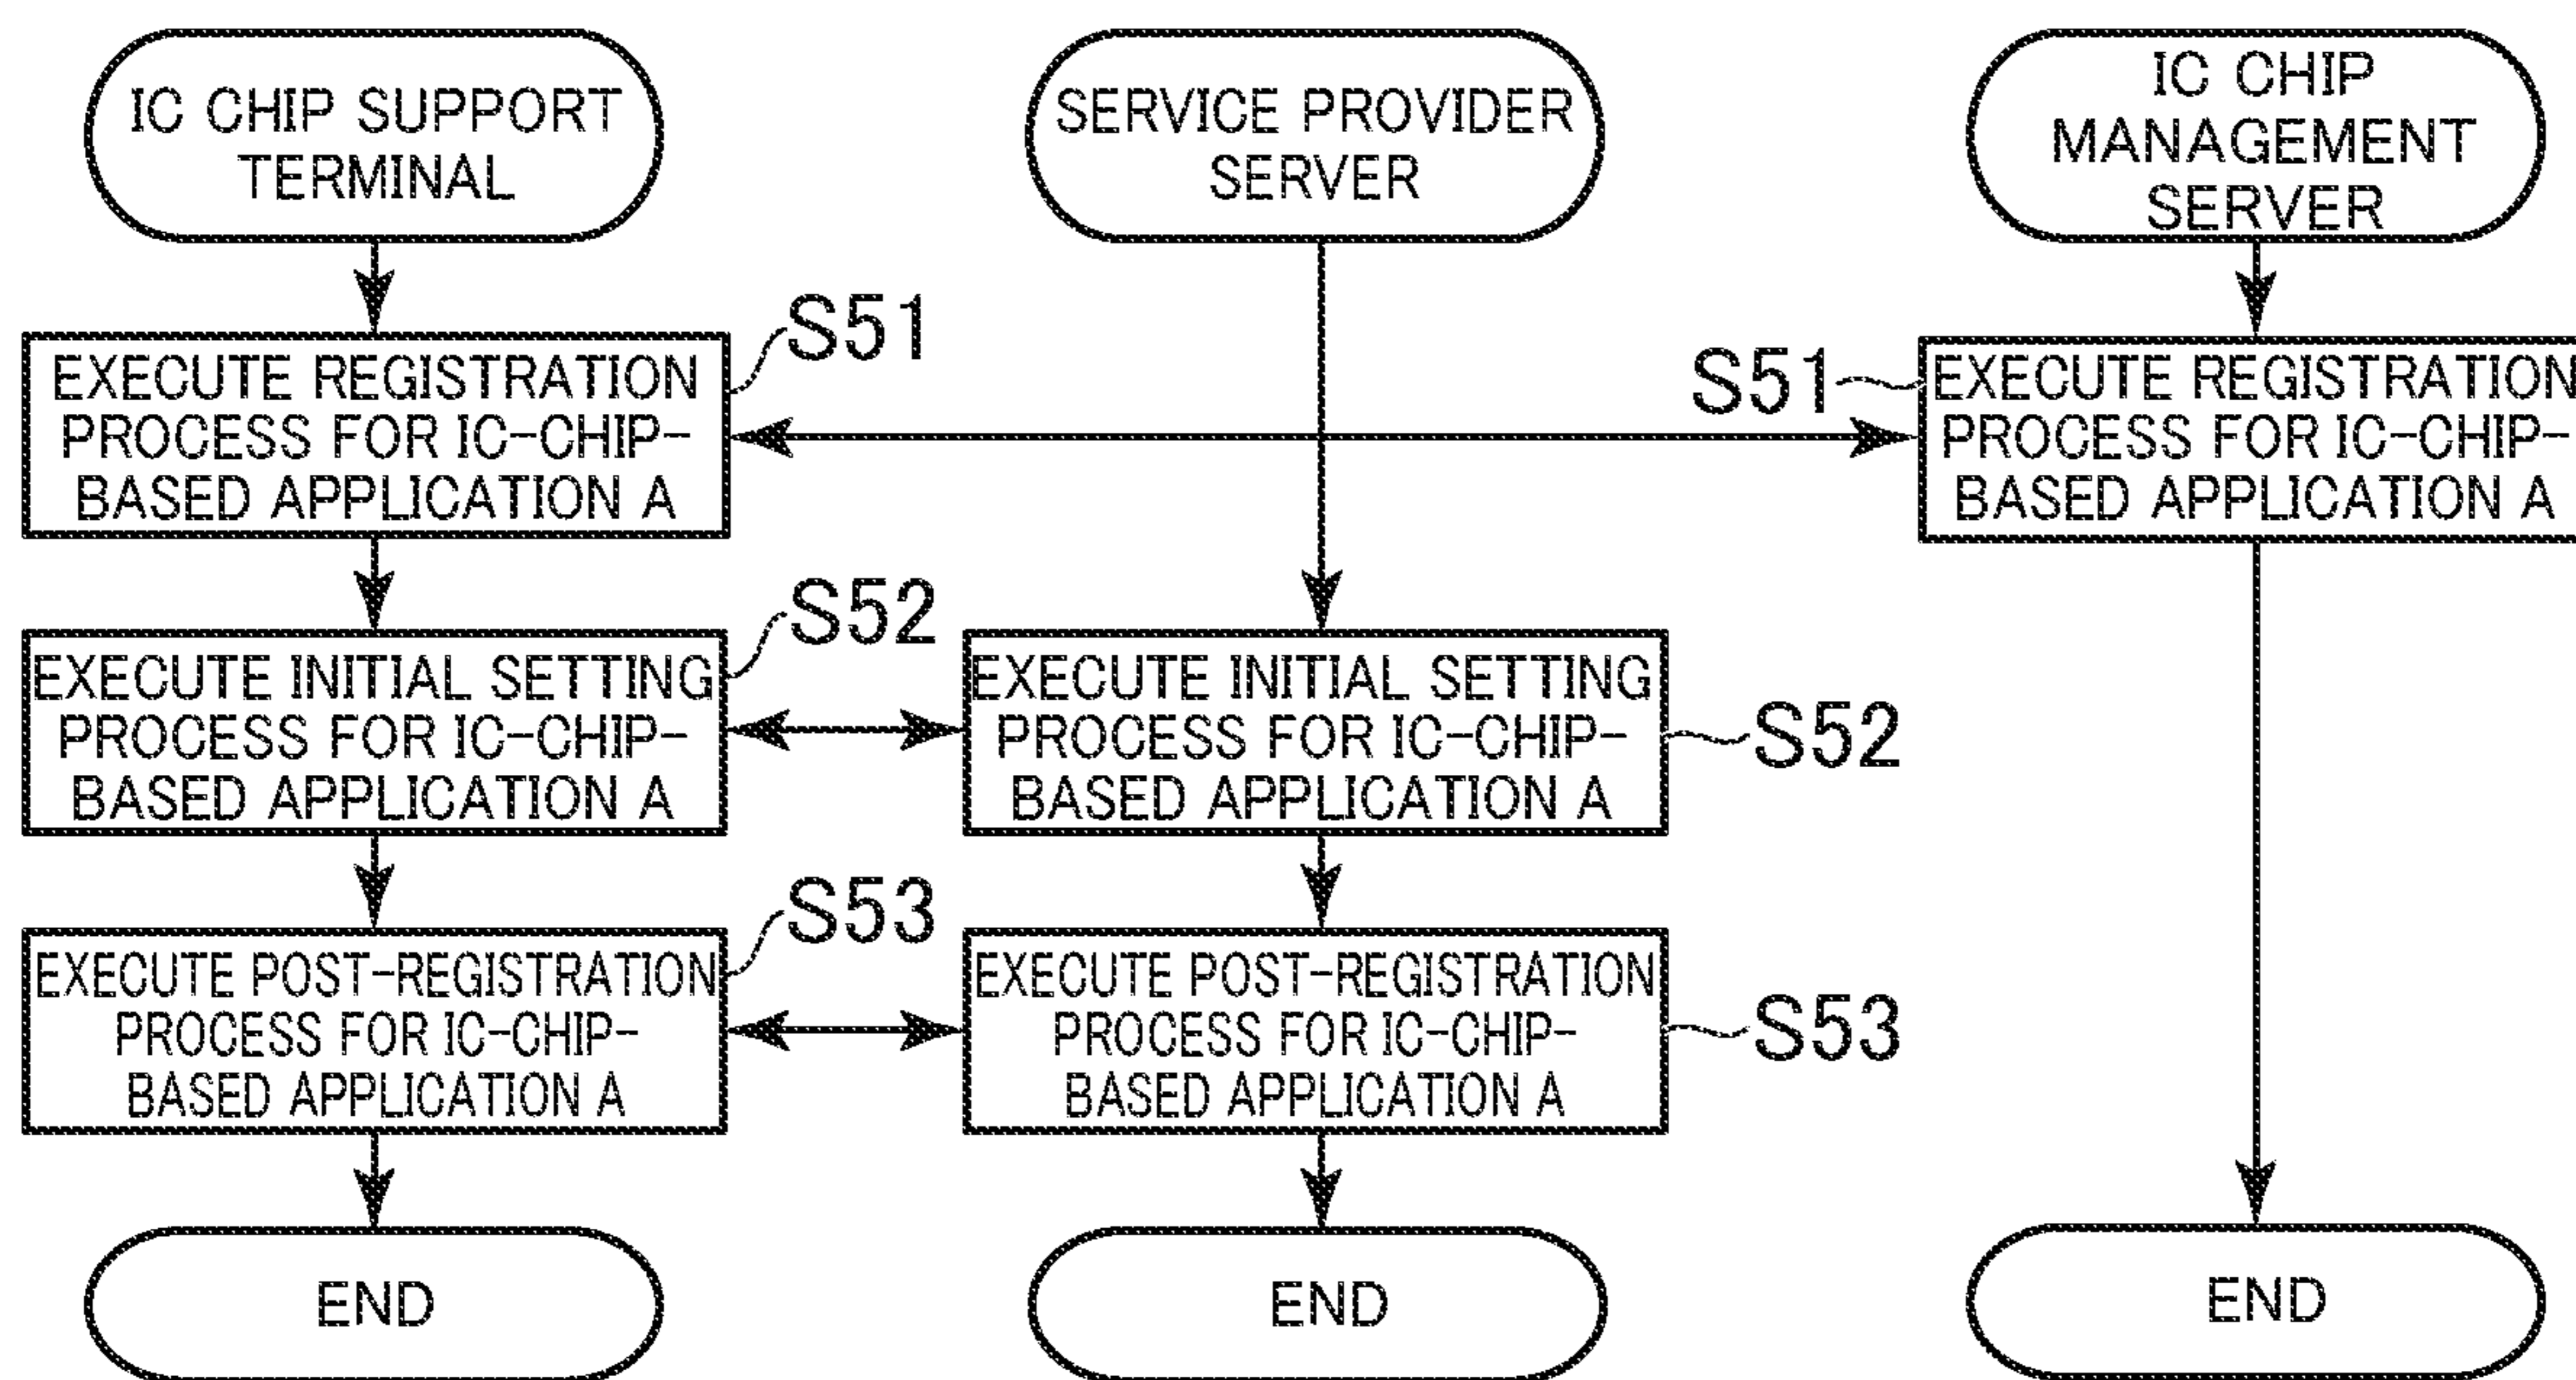 IC CHIP SUPPORT
TERMINAL
SERVICE PROVIDER
SERVER
IC CHIP
MANAGEMENT
SERVER
S51
EXECUTE REGISTRATION
PROCESS FOR IC-CHIP-
BASED APPLICATION A
S51
EXECUTE REGISTRATION
PROCESS FOR IC-CHIP-
BASED APPLICATION A
S52
EXECUTE INITIAL SETTING
PROCESS FOR IC-CHIP-
BASED APPLICATION A
EXECUTE INITIAL SETTING
PROCESS FOR IC-CHIP-
BASED APPLICATION A
S52
S53
EXECUTE POST-REGISTRATION
PROCESS FOR IC-CHIP-
BASED APPLICATION A
EXECUTE POST-REGISTRATION
PROCESS FOR IC-CHIP-
BASED APPLICATION A
S53
END
END
END